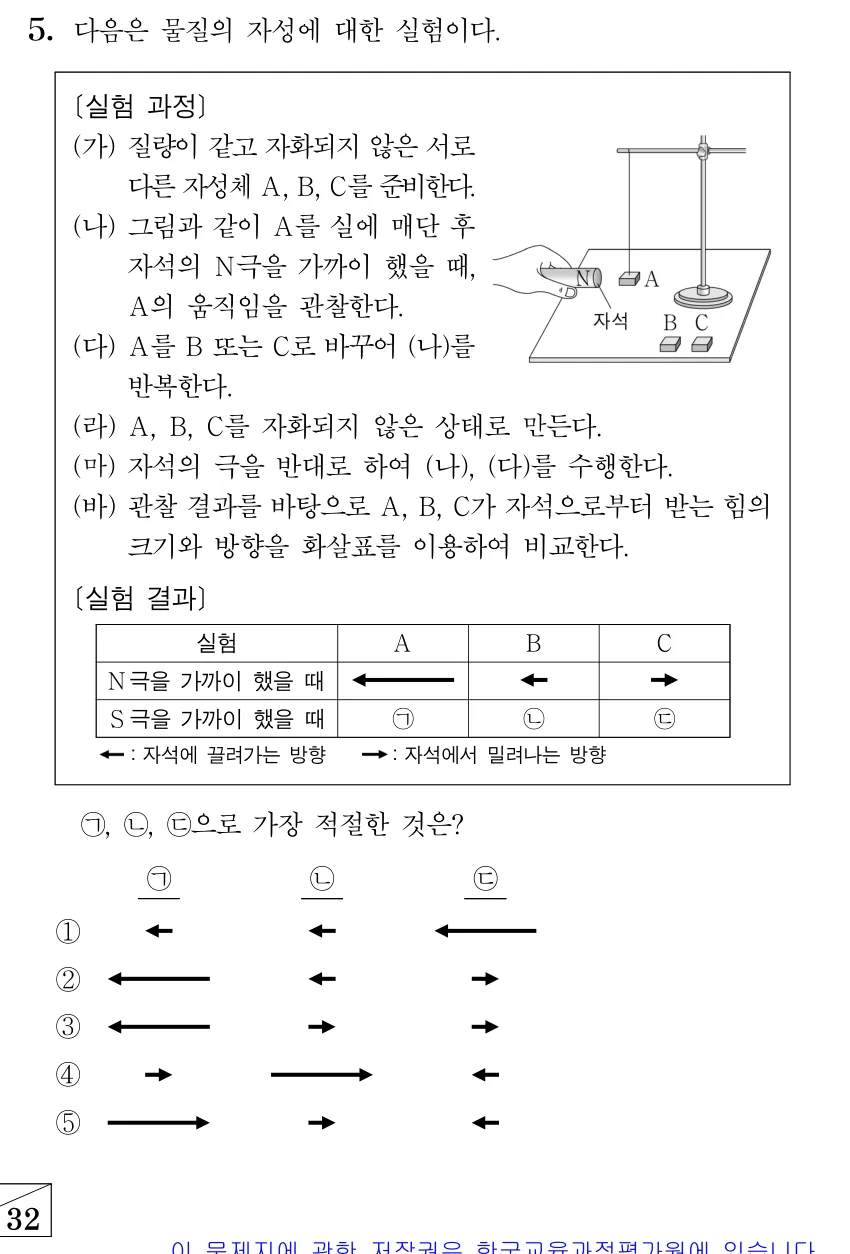 5. 다음은 물질의 자성에 대한 실험이다.
〔실험 과정〕
(가) 질량이 같고 자화되지 않은 서로
다른 자성체 A, B, C를 준비한다.
(나) 그림과 같이 A를 실에 매단 후
자석의 N극을 가까이 했을 때,
A의 움직임을 관찰한다.
(다) A를 B 또는 C로 바꾸어 (나)를
반복한다.
N
A
자석
B C
(라) A, B, C를 자화되지 않은 상태로 만든다.
(마) 자석의 극을 반대로 하여 (나), (다)를 수행한다.
(바) 관찰 결과를 바탕으로 A, B, C가 자석으로부터 받는 힘의
크기와 방향을 화살표를 이용하여 비교한다.
〔실험 결과〕
실험 A B C
N극을 가까이 했을 때 ← ← →
S극을 가까이 했을 때 ㉠ ㉡ ㉢
← : 자석에 끌려가는 방향 → : 자석에서 밀려나는 방향
㉠, ㉡, ㉢으로 가장 적절한 것은?
㉠ ㉡ ㉢
① ← ← ←
② ← ← →
③ ← → →
④ → → ←
⑤ → → ←
32
이 문제지에 관한 저작권은 한국교육과정평가원에 있습니다